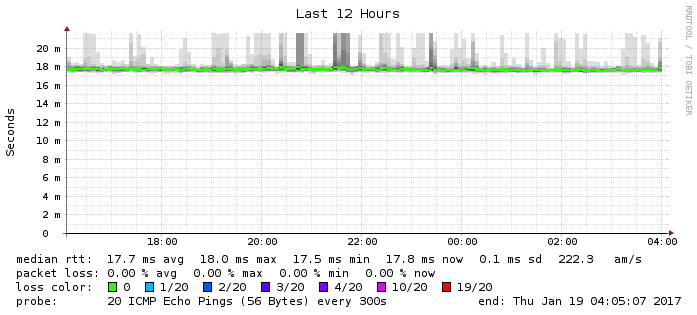 Last 12 Hours
RRDTOOL / TOBI OETIKER
Seconds
20 m
18 m
16 m
14 m
12 m
10 m
8 m
6 m
4 m
2 m
0
18:00 20:00 22:00 00:00 02:00 04:00
median rtt: 17.7 ms avg 18.0 ms max 17.5 ms min 17.8 ms now 0.1 ms sd 222.3 am/s
packet loss: 0.00 % avg 0.00 % max 0.00 % min 0.00 % now
loss color: 0 1/20 2/20 3/20 4/20 10/20 19/20
probe: 20 ICMP Echo Pings (56 Bytes) every 300s end: Thu Jan 19 04:05:07 2017